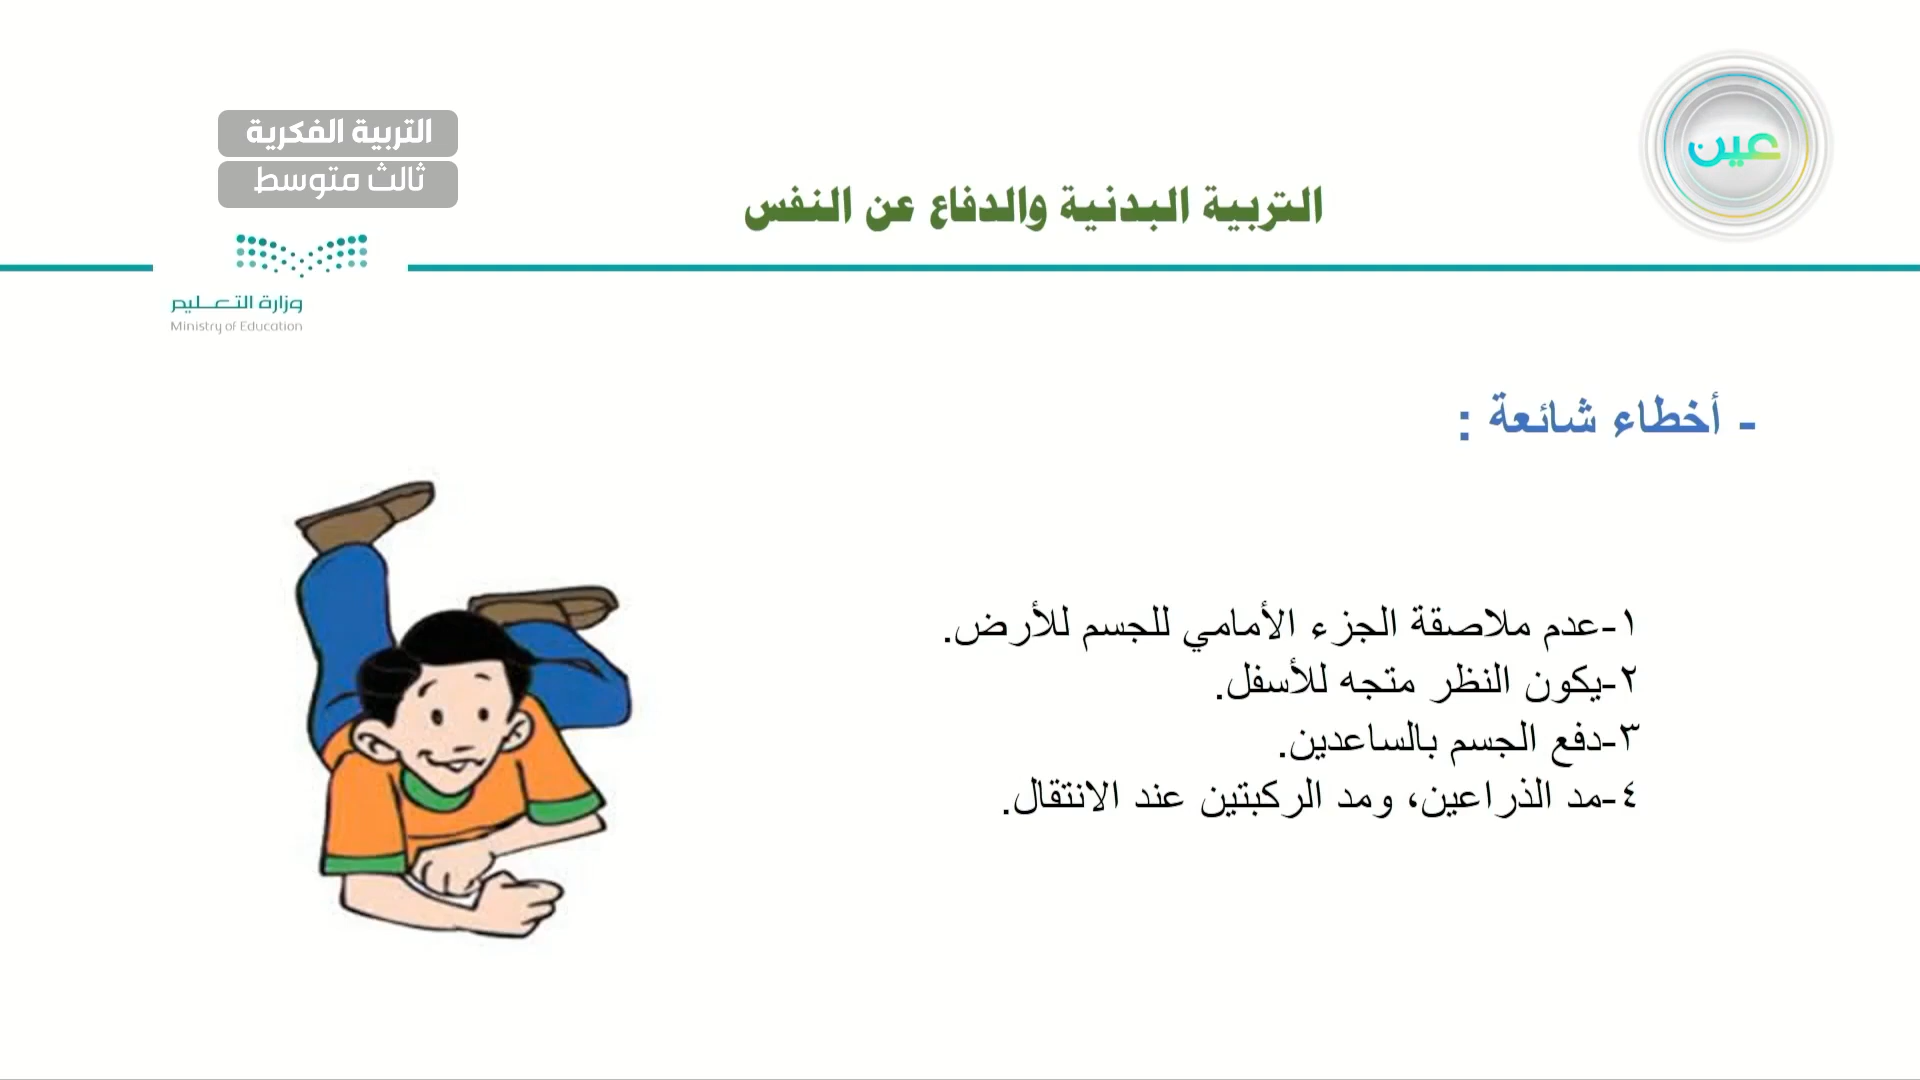 عين
التربية الفكرية
ثالث متوسط
التربية البدنية والدفاع عن النفس
وزارة التعليم
Ministry of Education
- أخطاء شائعة :
١-عدم ملاصقة الجزء الأمامي للجسم للأرض.
٢-يكون النظر متجه للأسفل.
٣-دفع الجسم بالساعدين.
٤-مد الذراعين، ومد الركبتين عند الانتقال.